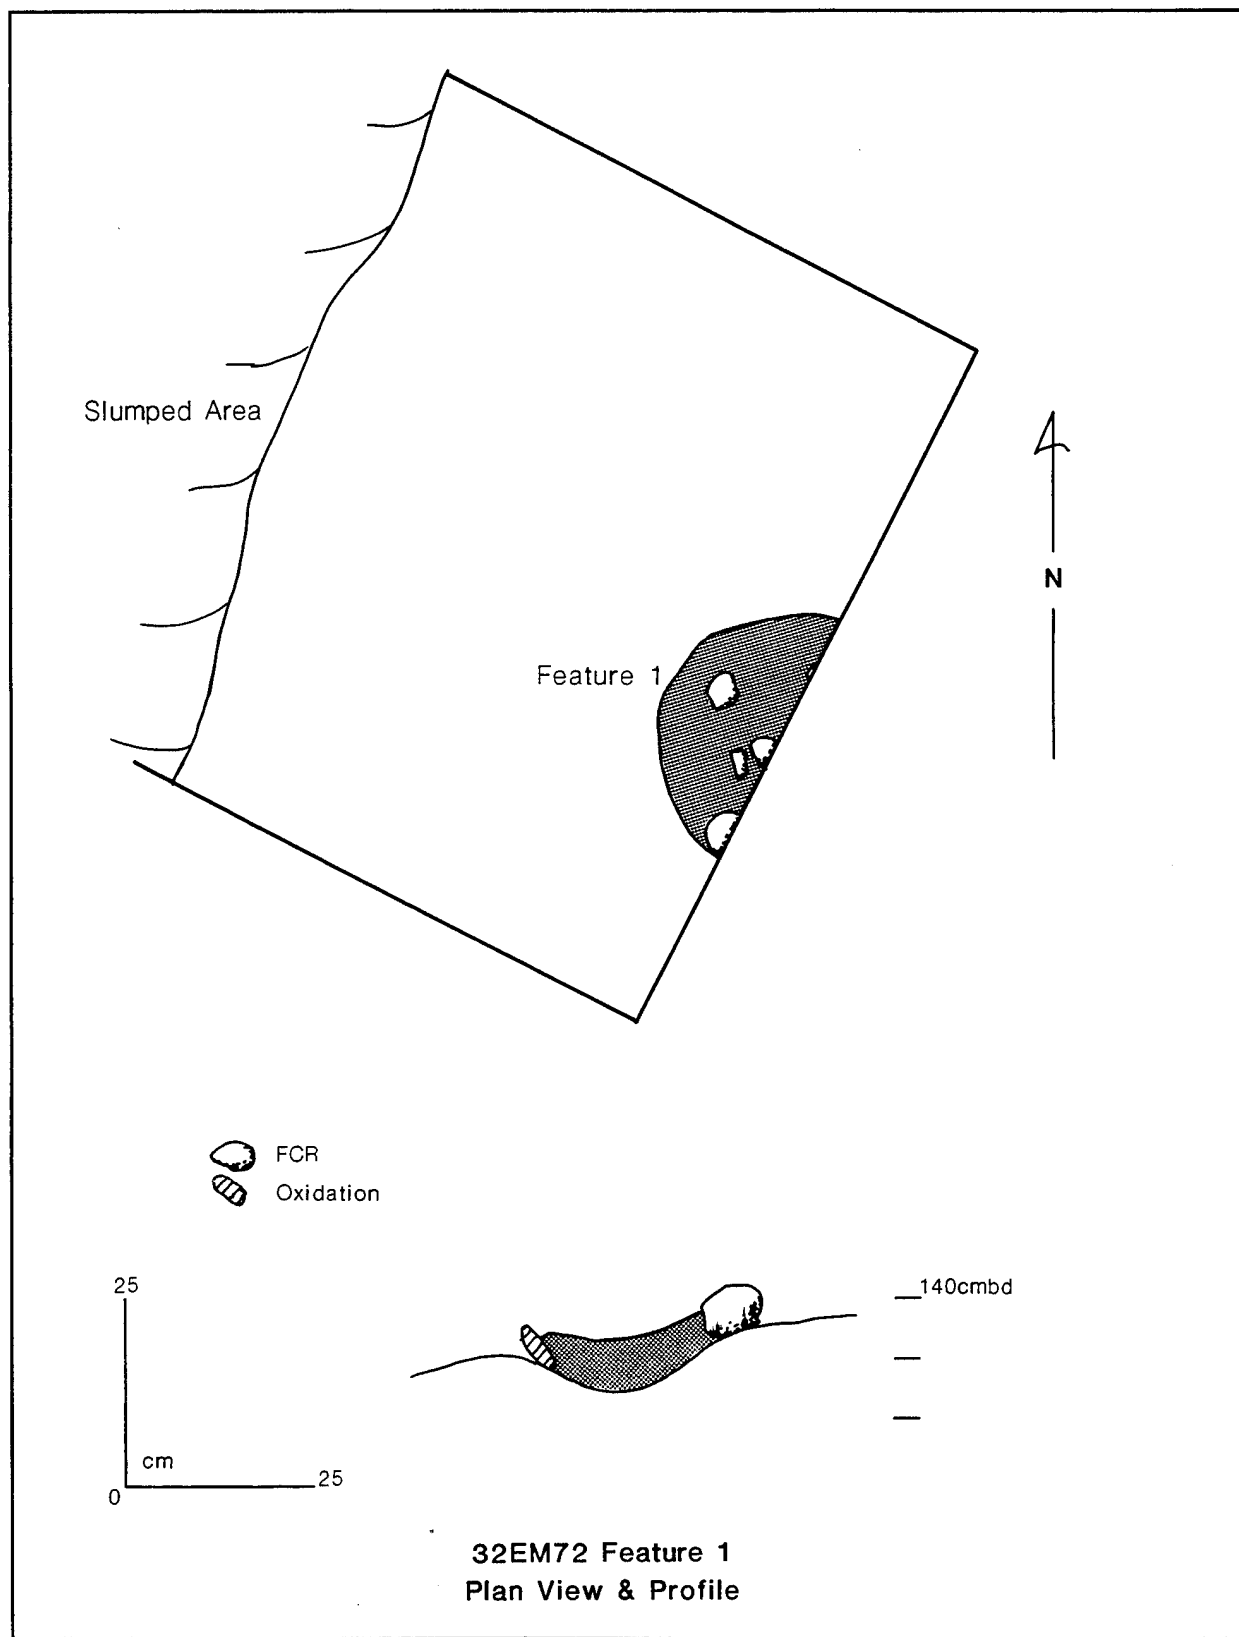 Slumped Area
N
Feature 1
FCR
Oxidation
25
140cmbd
cm
25
0
32EM72 Feature 1
Plan View & Profile